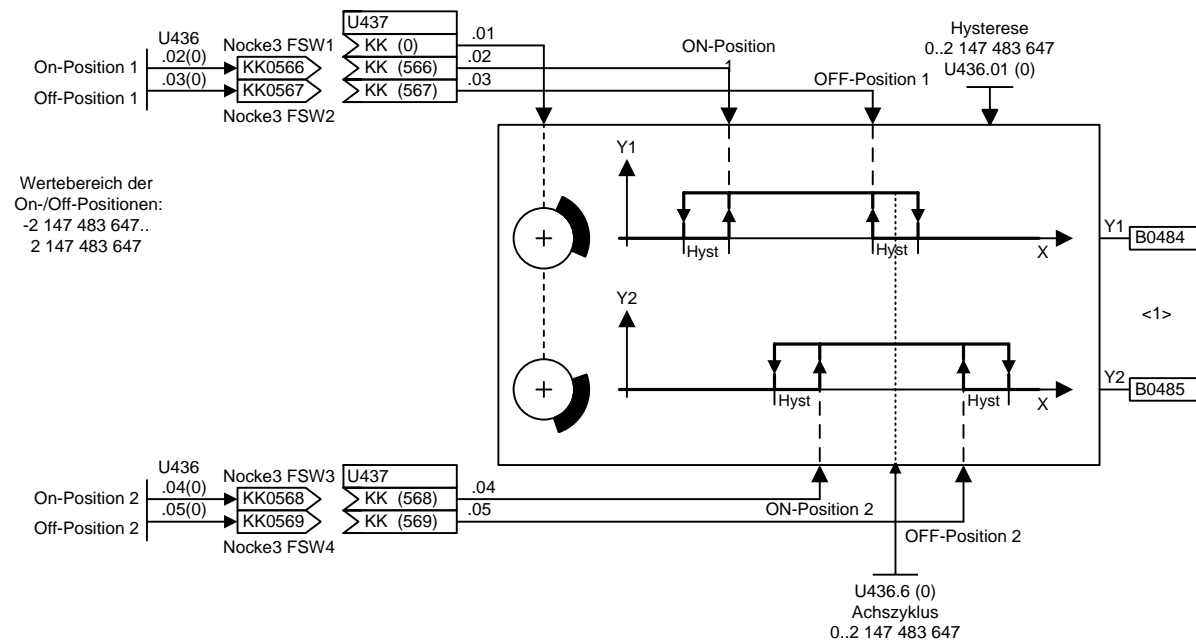 U436
Nocke3 FSW1
U437
.01
On-Position 1
.02(0)
KK0566
KK (0)
KK (566)
.02
Off-Position 1
.03(0)
KK0567
KK (567)
.03
Nocke3 FSW2
ON-Position
1
OFF-Position 1
Hysterese
0..2 147 483 647
U436.01 (0)
Wertebereich der
On-/Off-Positionen:
-2 147 483 647..
2 147 483 647
Y1
Hyst
Hyst
X
Y1
B0484
<1>
Y2
Hyst
Hyst
X
Y2
B0485
U436
Nocke3 FSW3
U437
On-Position 2
.04(0)
KK0568
KK (568)
.04
Off-Position 2
.05(0)
KK0569
KK (569)
.05
Nocke3 FSW4
ON-Position 2
OFF-Position 2
U436.6 (0)
Achszyklus
0..2 147 483 647